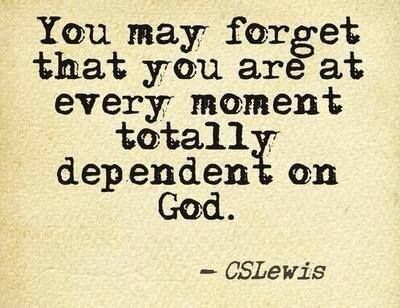 You may forget
that you are at
every moment
totally
dependent on
God.
– CSLewis